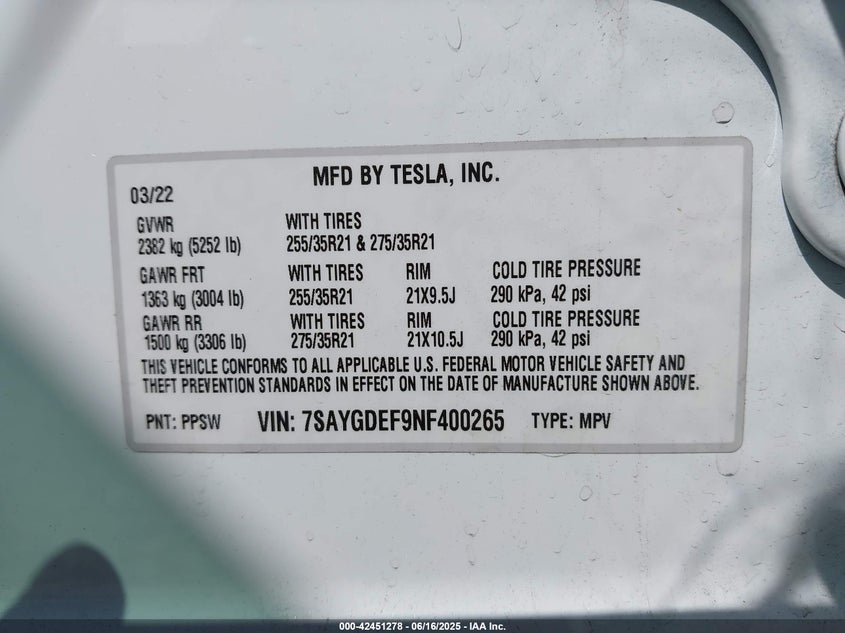 MFD BY TESLA, INC.
03/22
GVWR WITH TIRES
2382 kg (5252 lb) 255/35R21 & 275/35R21
GAWR FRT WITH TIRES RIM COLD TIRE PRESSURE
1363 kg (3004 lb) 255/35R21 21X9.5J 290 kPa, 42 psi
GAWR RR WITH TIRES RIM COLD TIRE PRESSURE
1500 kg (3306 lb) 275/35R21 21X10.5J 290 kPa, 42 psi
THIS VEHICLE CONFORMS TO ALL APPLICABLE U.S. FEDERAL MOTOR VEHICLE SAFETY AND
THEFT PREVENTION STANDARDS IN EFFECT ON THE DATE OF MANUFACTURE SHOWN ABOVE.
PNT: PPSW VIN: 7SAYGDEF9NF400265 TYPE: MPV
000-42451278 - 06/16/2025 - IAA Inc.